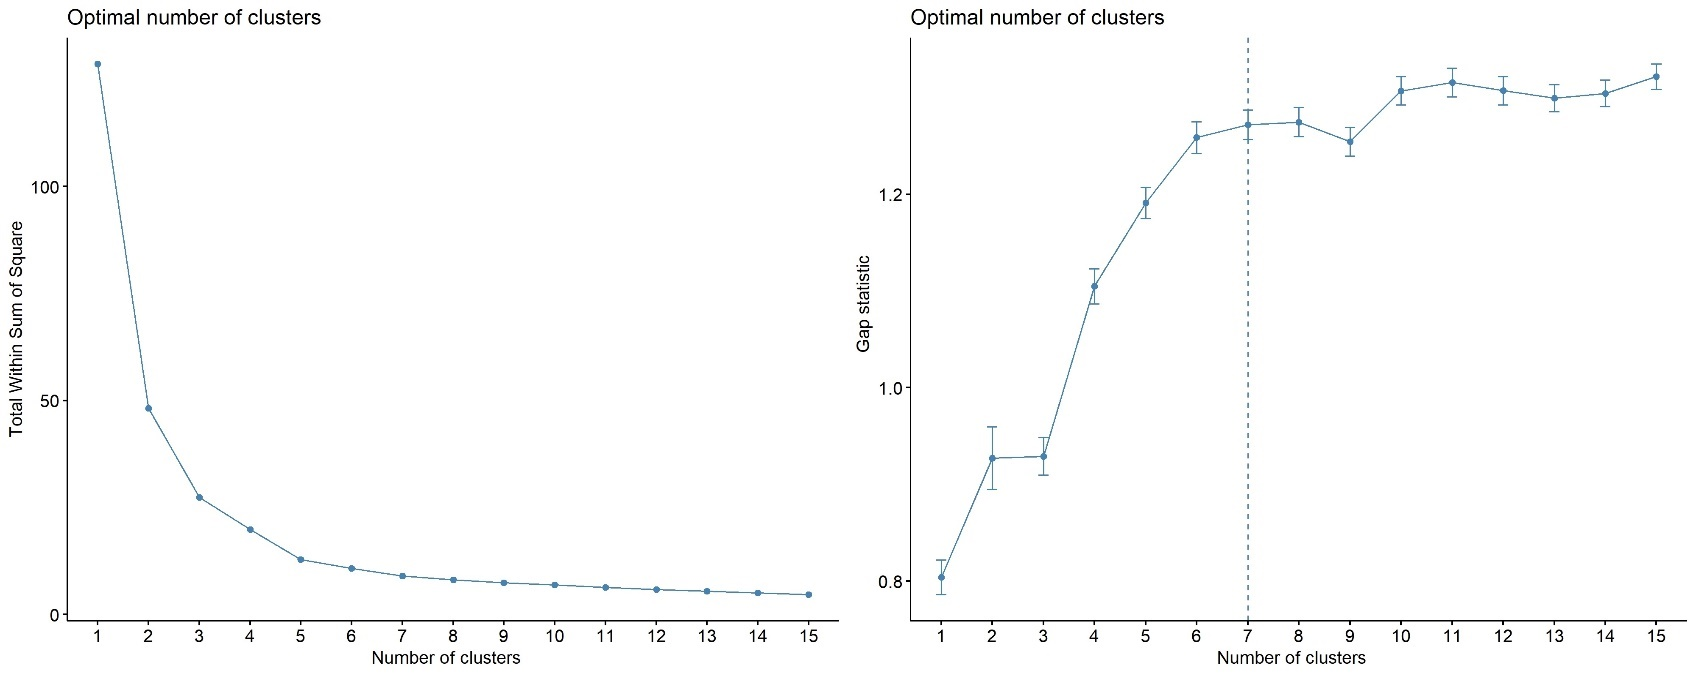 Optimal number of clusters
Total Within Sum of Square
100
50
0
1 2 3 4 5 6 7 8 9 10 11 12 13 14 15
Number of clusters
Optimal number of clusters
Gap statistic
1.2
1.0
0.8
1 2 3 4 5 6 7 8 9 10 11 12 13 14 15
Number of clusters